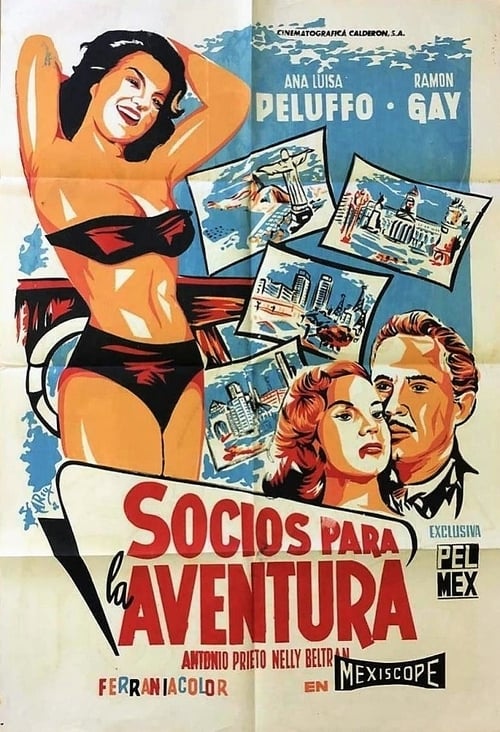 CINEMATOGRAFICA CALDERON, S.A.
ANA LUISA RAMON
PELUFFO · GAY
SOCIOS PARA
la AVENTURA
EXCLUSIVA
PEL
MEX
ANTONIO PRIETO NELLY BELTRAN
FERRANIACOLOR EN MEXISCOPE